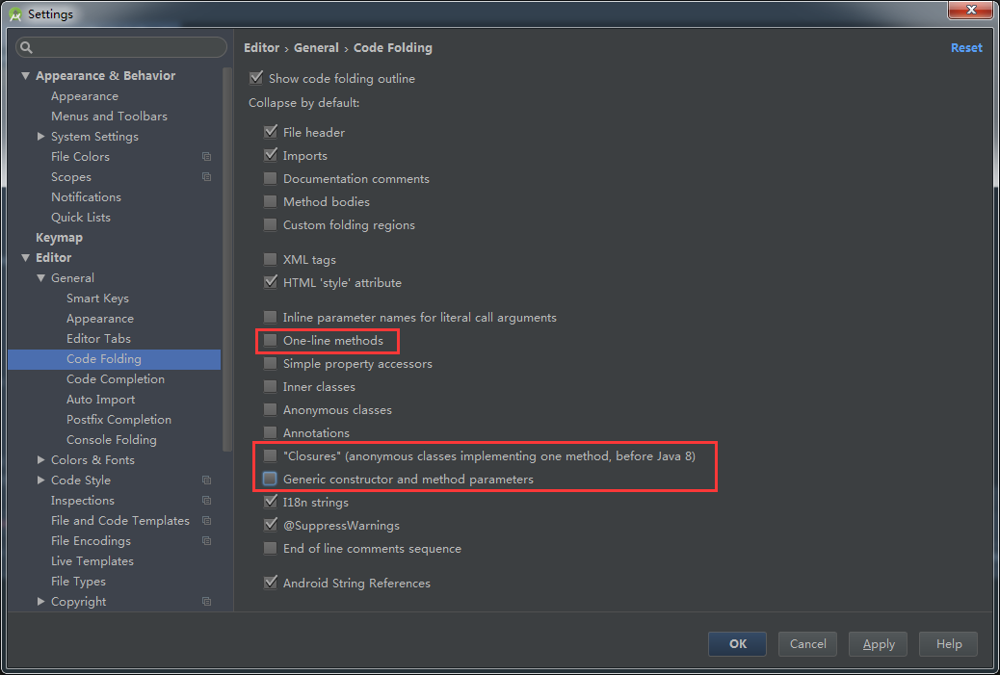 Settings
Appearance & Behavior
Appearance
Menus and Toolbars
System Settings
File Colors
Scopes
Notifications
Quick Lists
Keymap
Editor
General
Smart Keys
Appearance
Editor Tabs
Code Folding
Code Completion
Auto Import
Postfix Completion
Console Folding
Colors & Fonts
Code Style
Inspections
File and Code Templates
File Encodings
Live Templates
File Types
Copyright
Editor › General › Code Folding
Reset
Show code folding outline
Collapse by default:
File header
Imports
Documentation comments
Method bodies
Custom folding regions
XML tags
HTML 'style' attribute
Inline parameter names for literal call arguments
One-line methods
Simple property accessors
Inner classes
Anonymous classes
Annotations
"Closures" (anonymous classes implementing one method, before Java 8)
Generic constructor and method parameters
I18n strings
@SuppressWarnings
End of line comments sequence
Android String References
OK
Cancel
Apply
Help